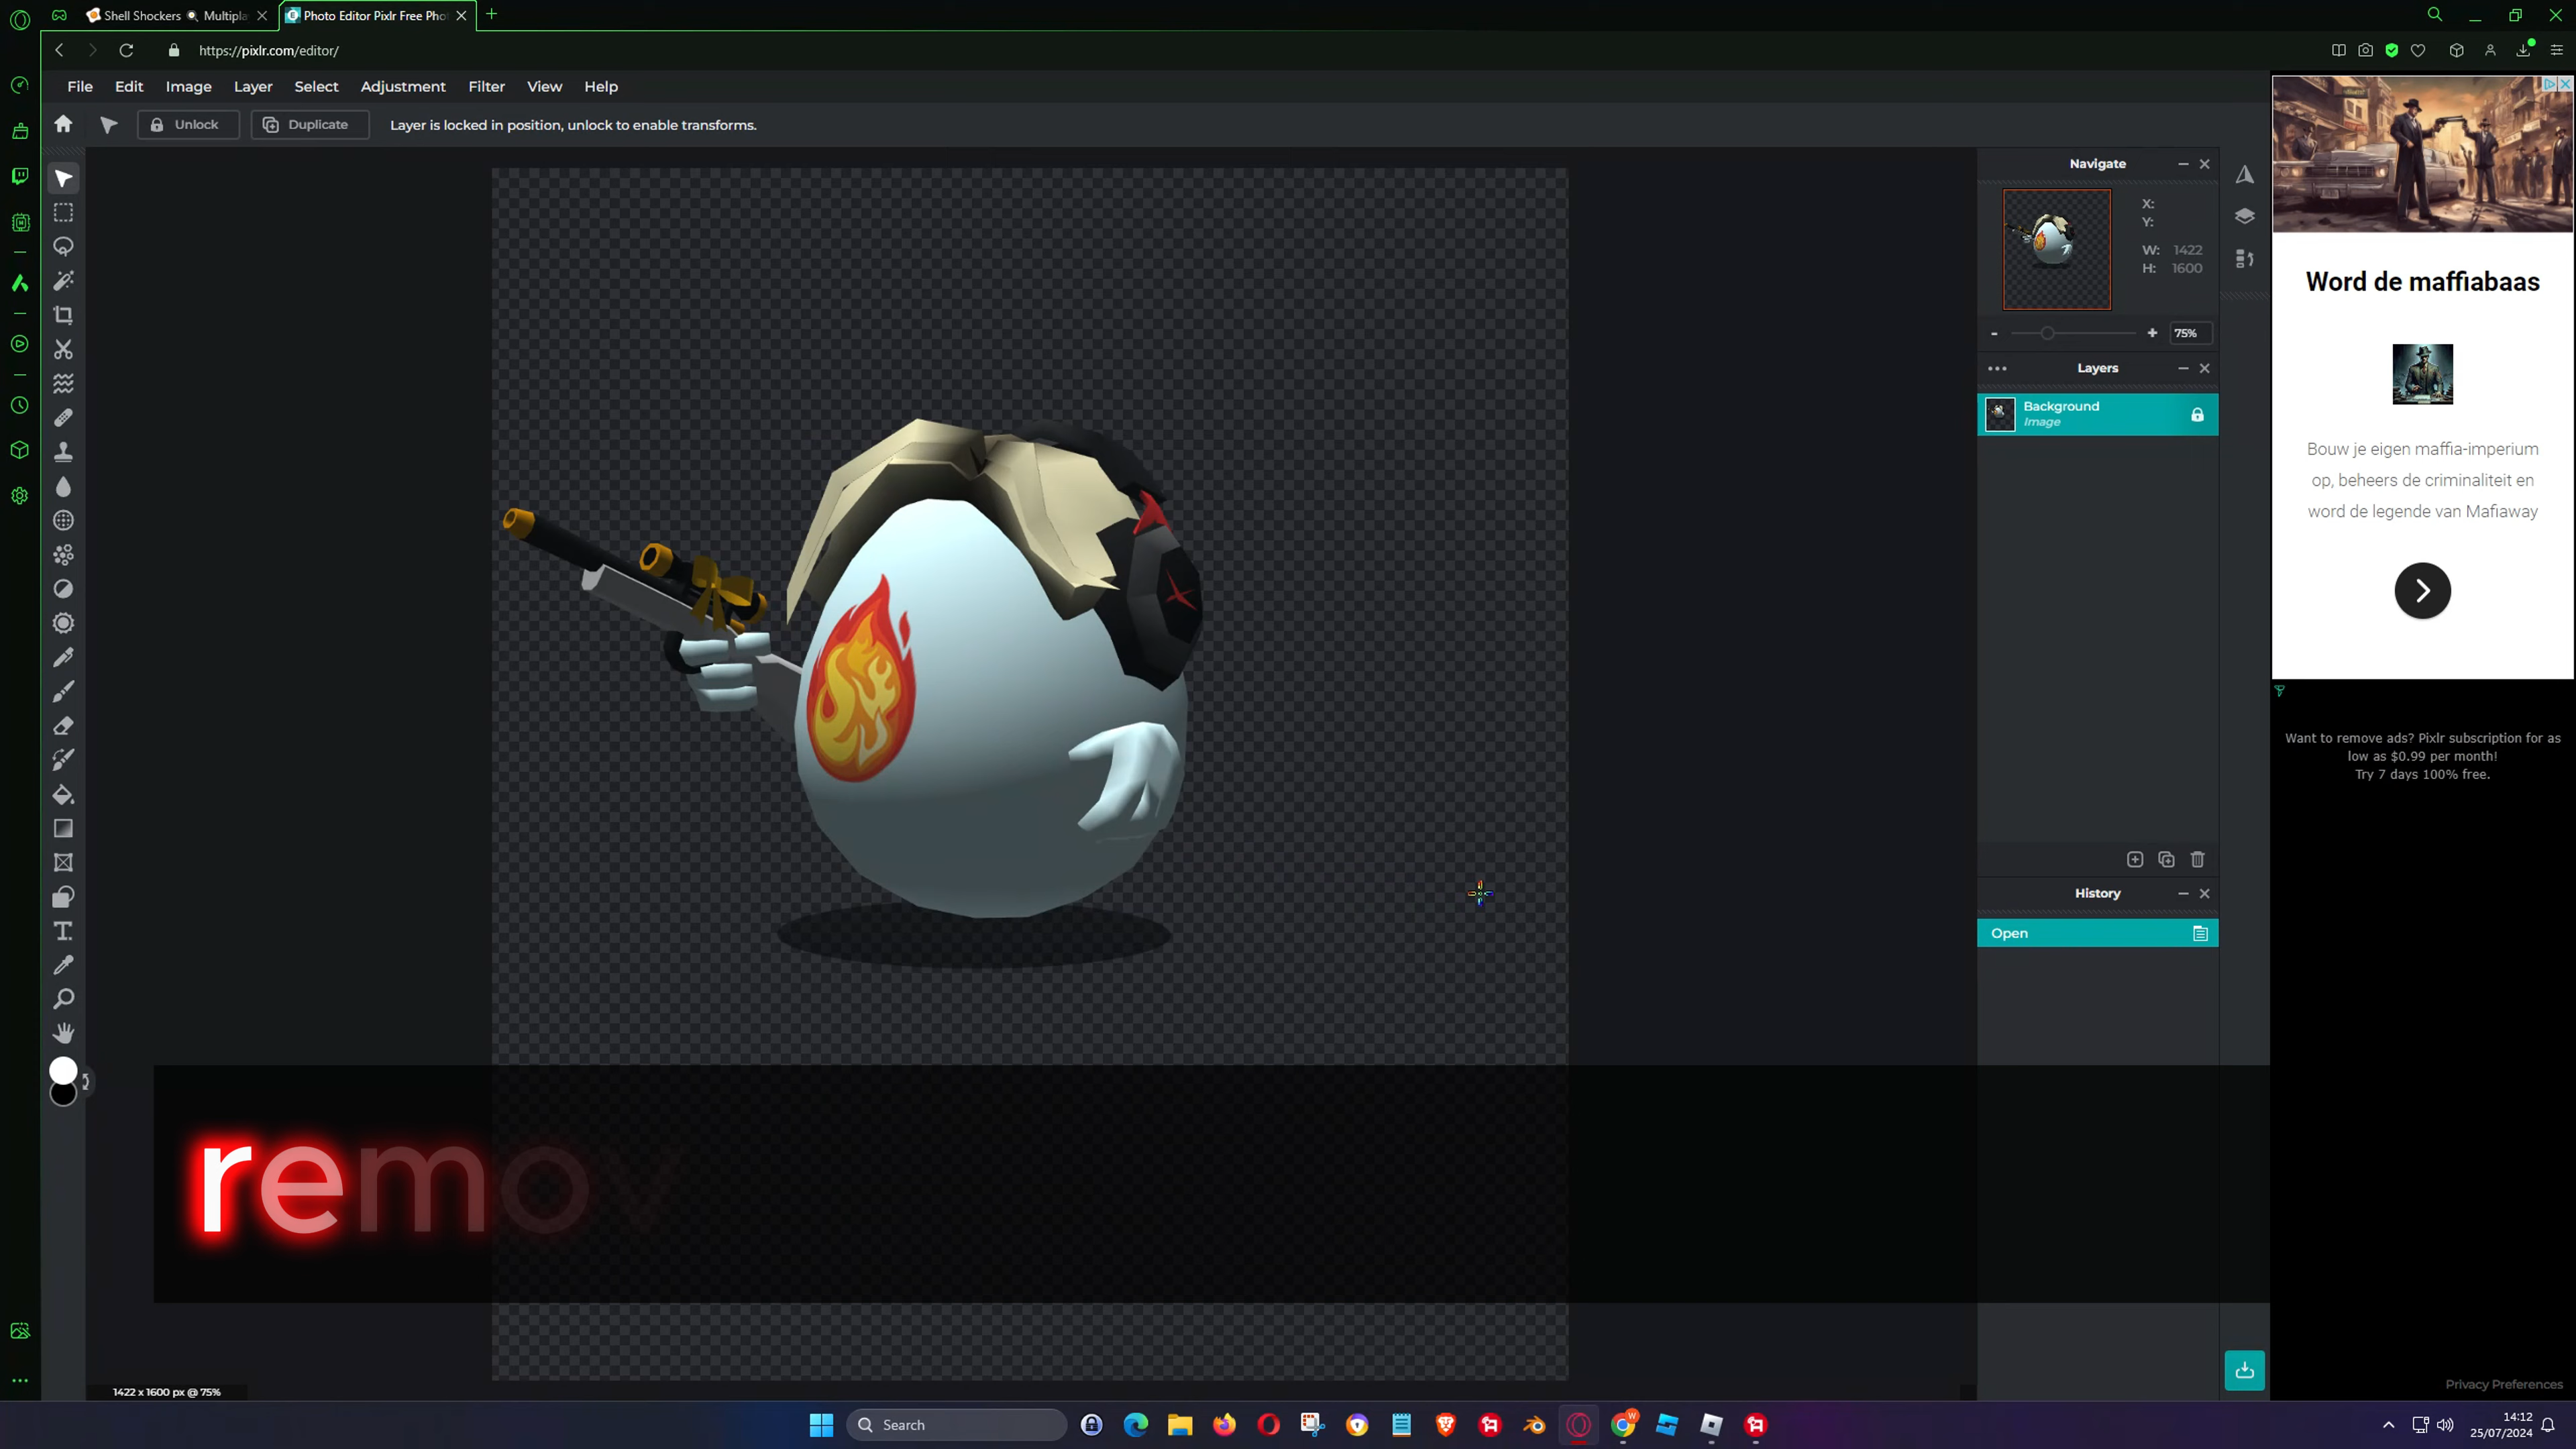 Shell Shockers
Multipla
Photo Editor Pixlr Free Pho
https://pixlr.com/editor/
File
Edit
Image
Layer
Select
Adjustment
Filter
View
Help
Unlock
Duplicate
Layer is locked in position, unlock to enable transforms.
Navigate
X:
Y:
W: 1422
H: 1600
75%
Layers
Background
Image
History
Open
Word de maffiabaas
Bouw je eigen maffia-imperium
op, beheers de criminaliteit en
word de legende van Mafiaway
Want to remove ads? Pixlr subscription for as
low as $0.99 per month!
Try 7 days 100% free.
Privacy Preferences
remov
1422 x 1600 px @ 75%
Search
14:12
25/07/2024